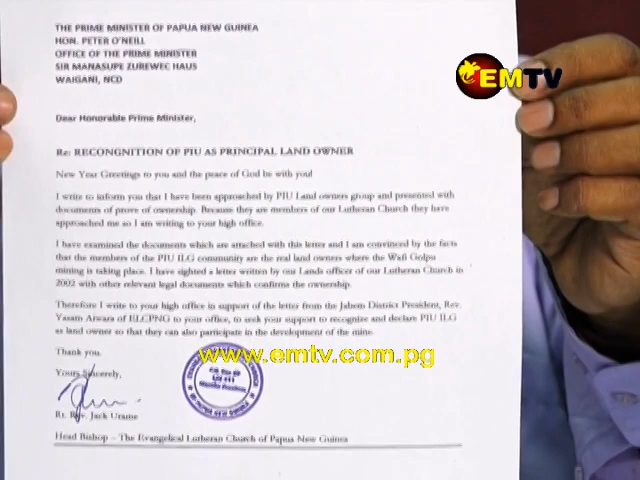 THE PRIME MINISTER OF PAPUA NEW GUINEA
HON. PETER O'NEILL
OFFICE OF THE PRIME MINISTER
SIR MANASUPE ZUREWEC HAUS
WAIGANI, NCD
EMTV
Dear Honorable Prime Minister,
Re: RECONGNITION OF PIU AS PRINCIPAL LAND OWNER
New Year Greetings to you and the peace of God be with you!
I write to inform you that I have been approached by PIU Land owners group and presented with
documents of prove of ownership. Because they are members of our Lutheran Church they have
approached me so I am writing to your high office.
I have examined the documents which are attached with this letter and I am convinced by the facts
that the members of the PIU ILG community are the real land owners where the Wafi Golpu
mining is taking place. I have sighted a letter written by our Lands officer of our Lutheran Church in
2002 with other relevant legal documents which confirms the ownership.
Therefore I write to your high office in support of the letter from the Jabem District President, Rev.
Yasam Aiwara of ELCPNG to your office, to seek your support to recognize and declare PIU ILG
as land owner so that they can also participate in the development of the mine.
Thank you.
www.emtv.com.pg
Yours Sincerely,
Rt. Rev. Jack Urame
Head Bishop – The Evangelical Lutheran Church of Papua New Guinea